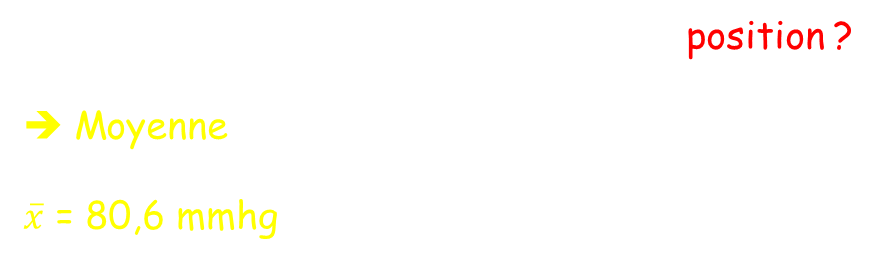 position ?
➔ Moyenne
x̄ = 80,6 mmhg